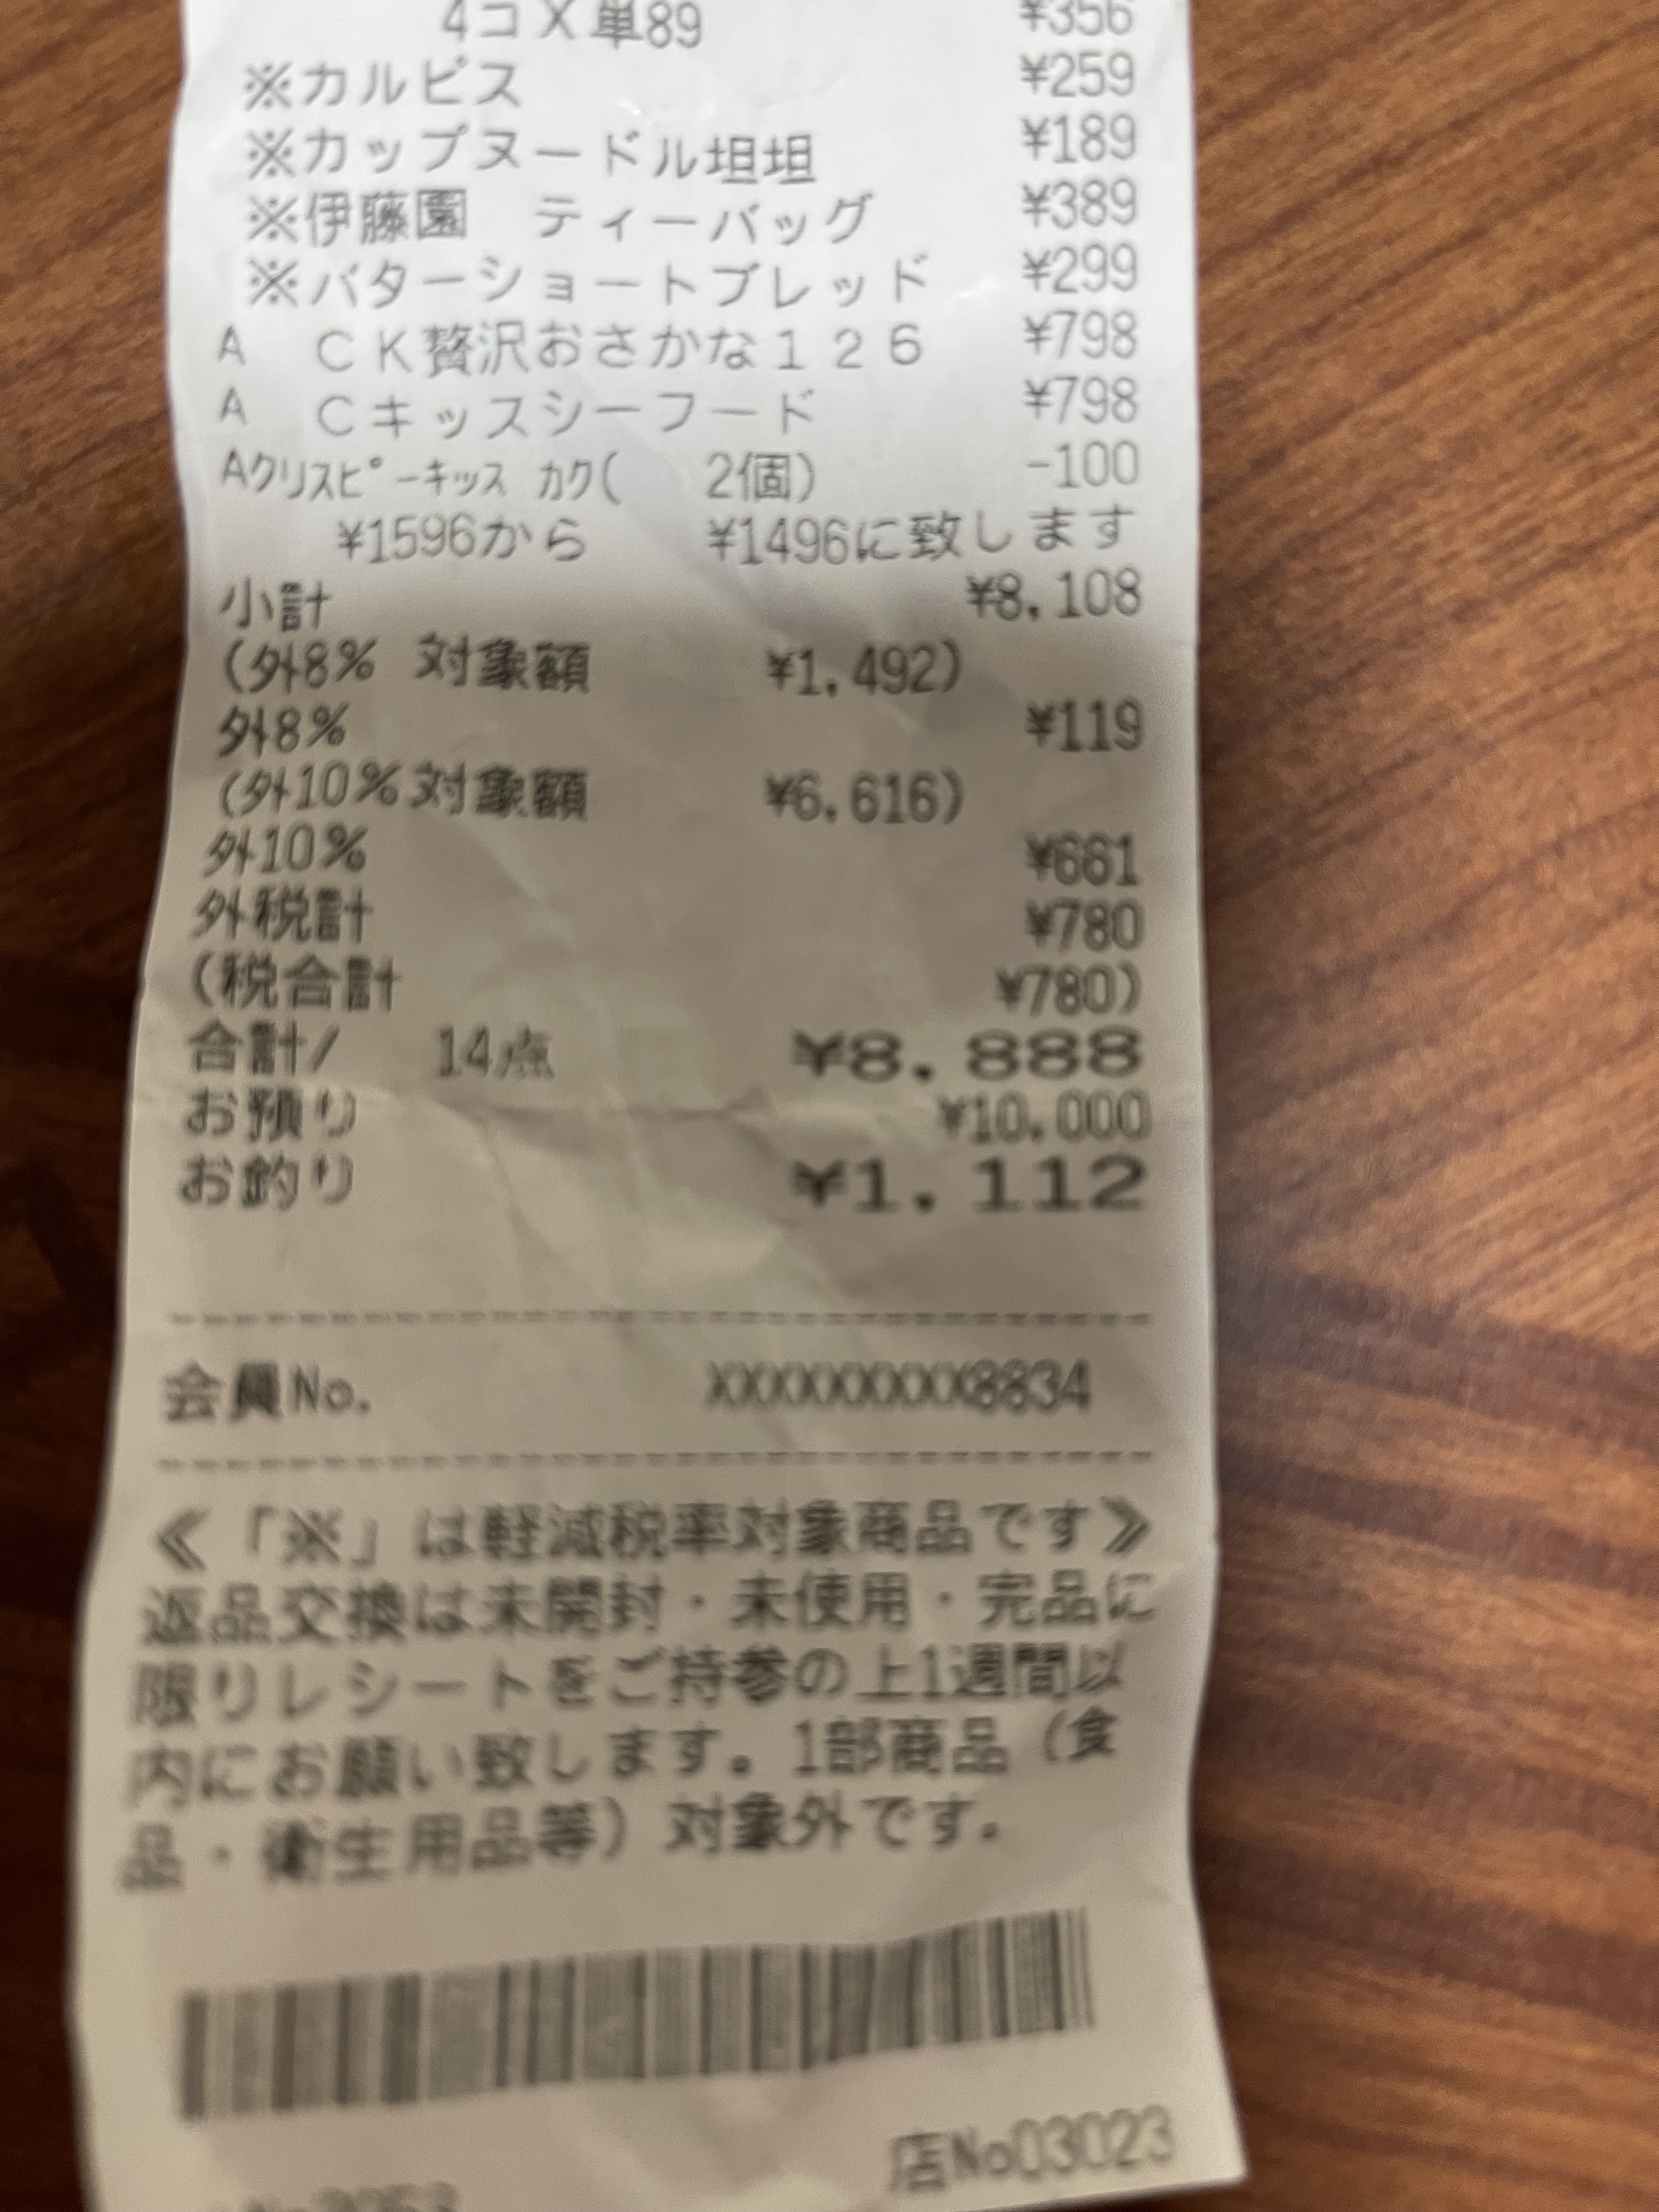 4コX単89 ¥356
※カルピス ¥259
※カップヌードル坦坦 ¥189
※伊藤園 ティーバッグ ¥389
※バターショートブレッド ¥299
A CK贅沢おさかな126 ¥798
A Cキッスシーフード ¥798
Aクリスピーキッス カク( 2個) -100
¥1596から ¥1496に致します
小計 ¥8,108
(外8% 対象額 ¥1,492)
外8% ¥119
(外10%対象額 ¥6,616)
外10% ¥661
外税計 ¥780
(税合計 ¥780)
合計/ 14点 ¥8,888
お預り ¥10,000
お釣り ¥1,112
会員No. XXXXXXXXX8834
≪「※」は軽減税率対象商品です≫
返品交換は未開封・未使用・完品に
限りレシートをご持参の上1週間以
内にお願い致します。1部商品(食
品・衛生用品等)対象外です。
店No03023